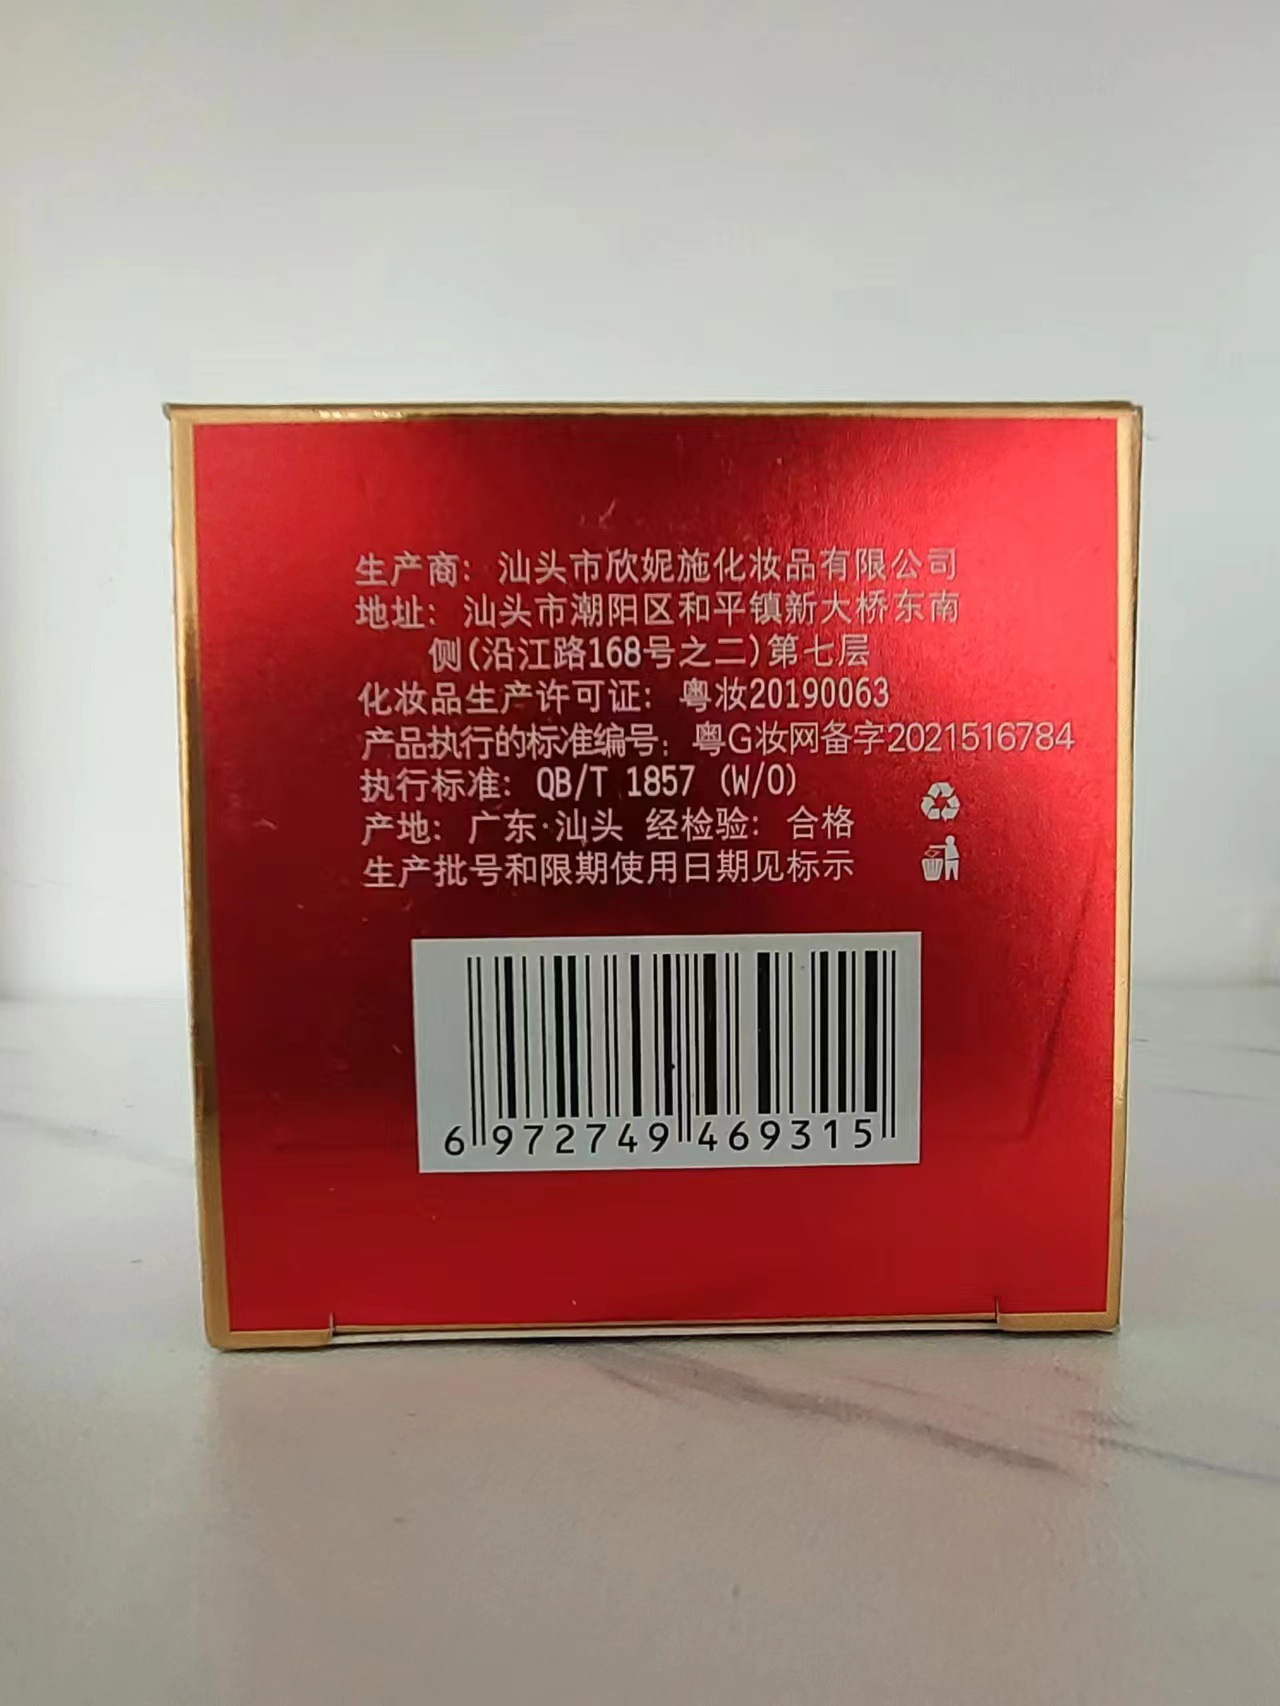 生产商：汕头市欣妮施化妆品有限公司
地址：汕头市潮阳区和平镇新大桥东南
侧(沿江路168号之二)第七层
化妆品生产许可证：粤妆20190063
产品执行的标准编号：粤G妆网备字2021516784
执行标准：QB/T 1857 (W/O)
产地：广东·汕头 经检验：合格
生产批号和限期使用日期见标示
6 972749 469315